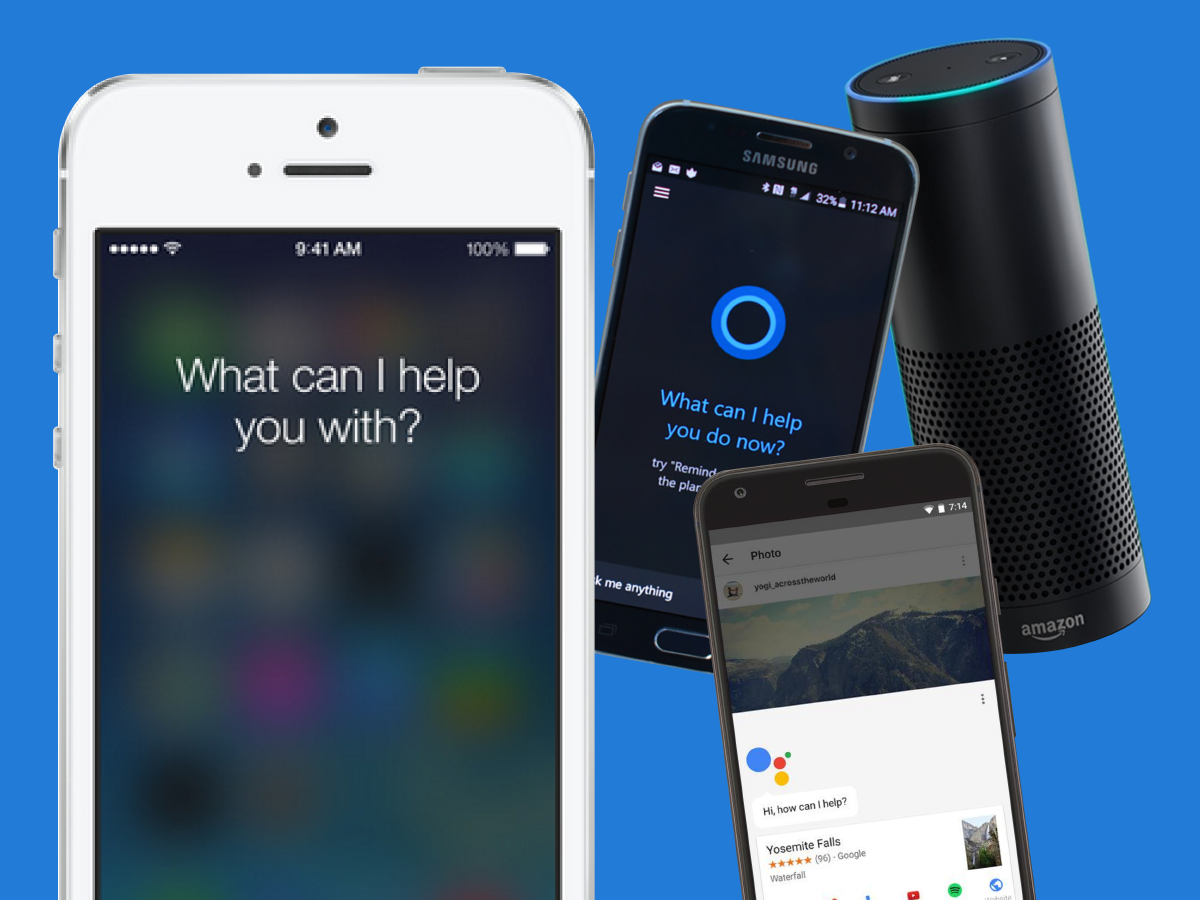 9:41 AM
100%
What can I help
you with?
SAMSUNG
32%
11:12 AM
What can I help
you do now?
try "Remind
the
me anything
7:14
Photo
yogi_acrosstheworld
Hi, how can I help?
Yosemite Falls
(96) · Google
Waterfall
Website
amazon